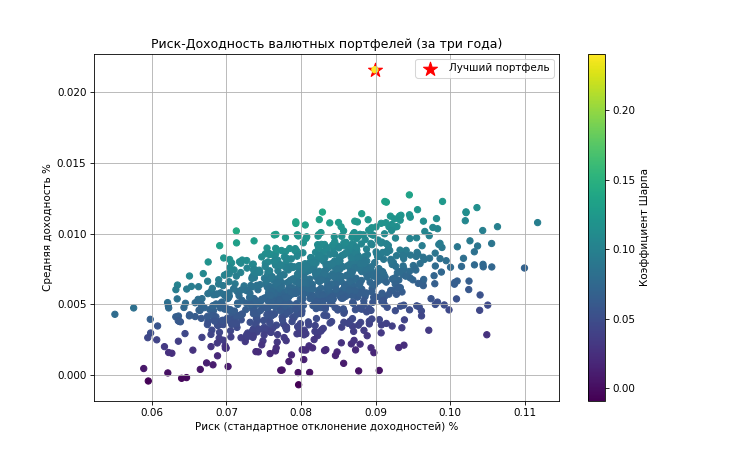 Риск-Доходность валютных портфелей (за три года)
Лучший портфель
0.020
0.015
0.010
0.005
0.000
Средняя доходность %
0.06 0.07 0.08 0.09 0.10 0.11
Риск (стандартное отклонение доходностей) %
0.20
0.15
0.10
0.05
0.00
Коэффициент Шарпа